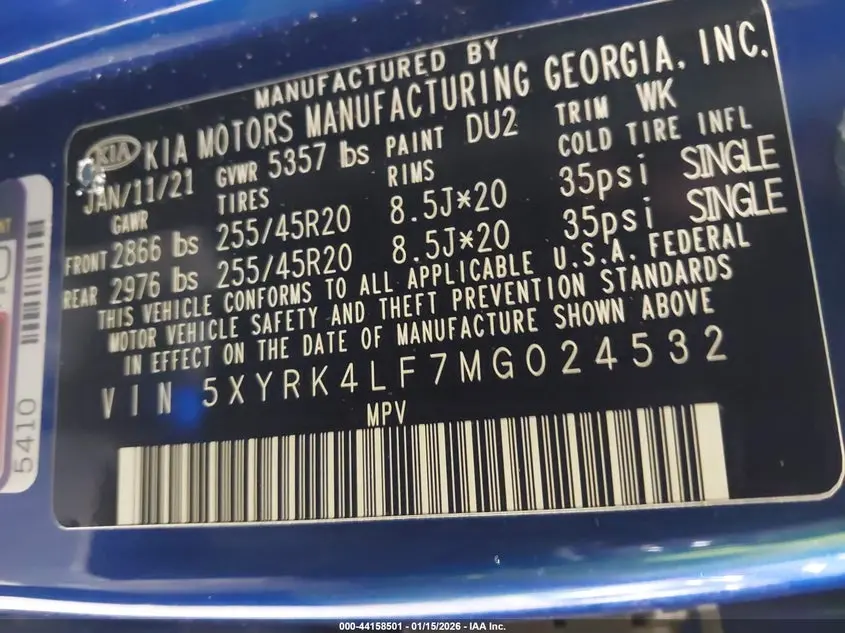 MANUFACTURED BY
KIA KIA MOTORS MANUFACTURING GEORGIA, INC.
JAN/11/21 GVWR 5357 lbs PAINT DU2 TRIM WK
GAWR TIRES RIMS COLD TIRE INFL
FRONT 2866 lbs 255/45R20 8.5J×20 35psi SINGLE
REAR 2976 lbs 255/45R20 8.5J×20 35psi SINGLE
THIS VEHICLE CONFORMS TO ALL APPLICABLE U.S.A. FEDERAL
MOTOR VEHICLE SAFETY AND THEFT PREVENTION STANDARDS
IN EFFECT ON THE DATE OF MANUFACTURE SHOWN ABOVE
VIN 5XYRK4LF7MG024532
MPV
5410
000-44158501 - 01/15/2026 - IAA Inc.